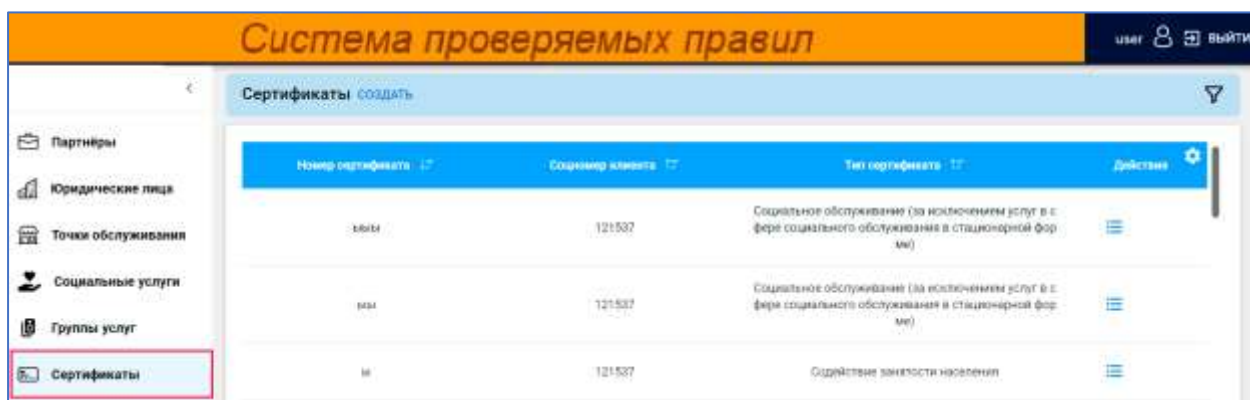 Система проверяемых правил
user выйти
Сертификаты СОЗДАТЬ
Партнёры
Юридические лица
Точки обслуживания
Социальные услуги
Группы услуг
Сертификаты
Номер сертификата Соцномер клиента Тип сертификата Действия
121537
Социальное обслуживание (за исключением услуг в с
фере социального обслуживания в стационарной фор
ме)
121537
Социальное обслуживание (за исключением услуг в с
фере социального обслуживания в стационарной фор
ме)
121537 Содействие занятости населения